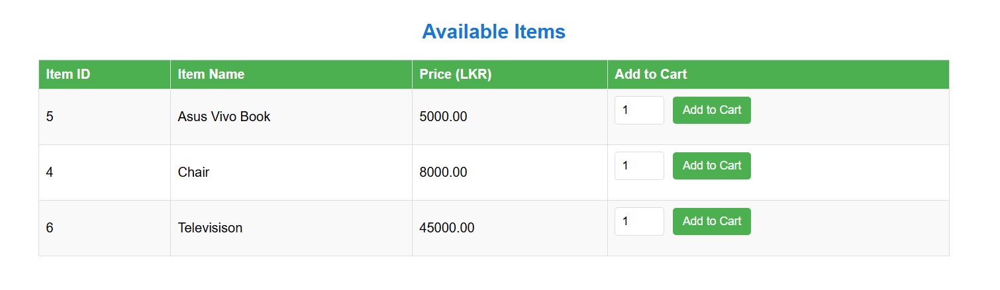 Available Items
Item ID Item Name Price (LKR) Add to Cart
5 Asus Vivo Book 5000.00 1 Add to Cart
4 Chair 8000.00 1 Add to Cart
6 Televisison 45000.00 1 Add to Cart